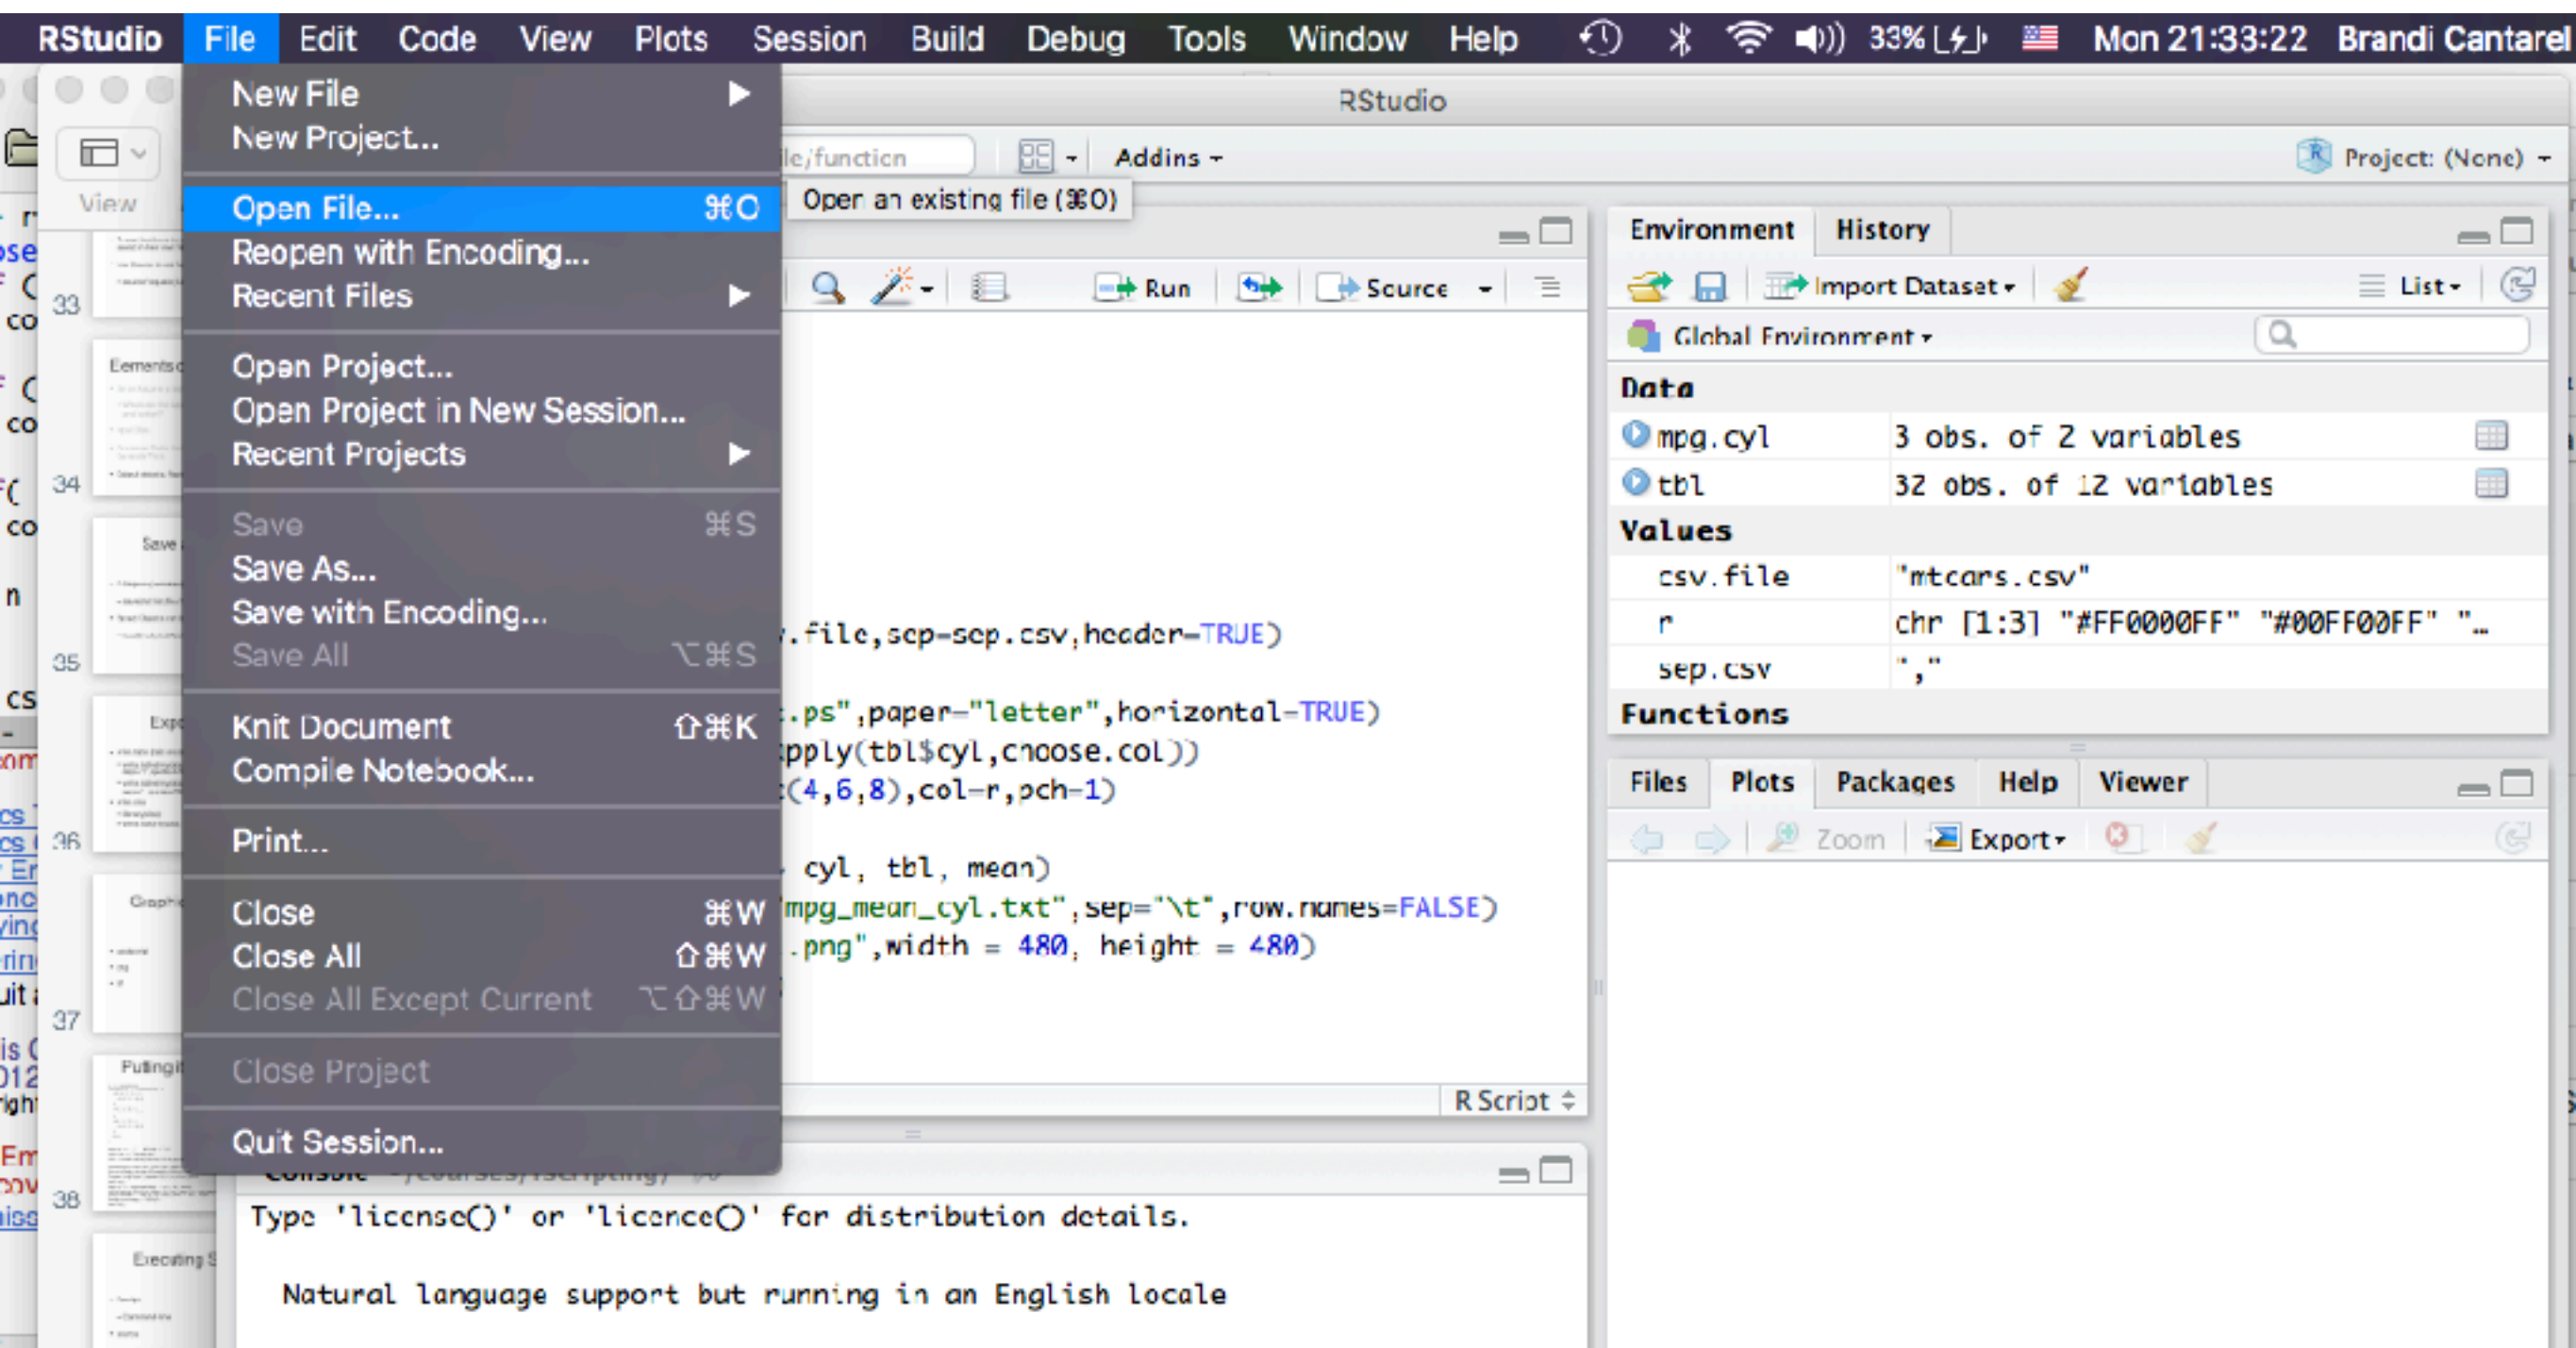 RStudio File Edit Code View Plots Session Build Debug Tools Window Help 33% Mon 21:33:22 Brandi Cantarel
RStudio
View
New File
New Project...
Open File... ⌘O
Reopen with Encoding...
Recent Files
Open Project...
Open Project in New Session...
Recent Projects
Save ⌘S
Save As...
Save with Encoding...
Save All ⌥⌘S
Knit Document ⇧⌘K
Compile Notebook...
Print...
Close ⌘W
Close All ⇧⌘W
Close All Except Current ⌥⇧⌘W
Close Project
Quit Session...
le/function Addins Project: (None)
Open an existing file (⌘O)
Run Source
.file,sep=sep.csv,header=TRUE)
.ps",paper="letter",horizontal=TRUE)
pply(tbl$cyl,choose.col))
(4,6,8),col=r,pch=1)
cyl, tbl, mean)
"mpg_mean_cyl.txt",sep="\t",row.names=FALSE)
.png",width = 480, height = 480)
R Script
Type 'license()' or 'licence()' for distribution details.
Natural language support but running in an English locale
Environment History
Import Dataset List
Global Environment
Data
mpg.cyl 3 obs. of 2 variables
tbl 32 obs. of 12 variables
Values
csv.file "mtcars.csv"
r chr [1:3] "#FF0000FF" "#00FF00FF" "…
sep.csv ","
Functions
Files Plots Packages Help Viewer
Zoom Export
33
34
35
36
37
38